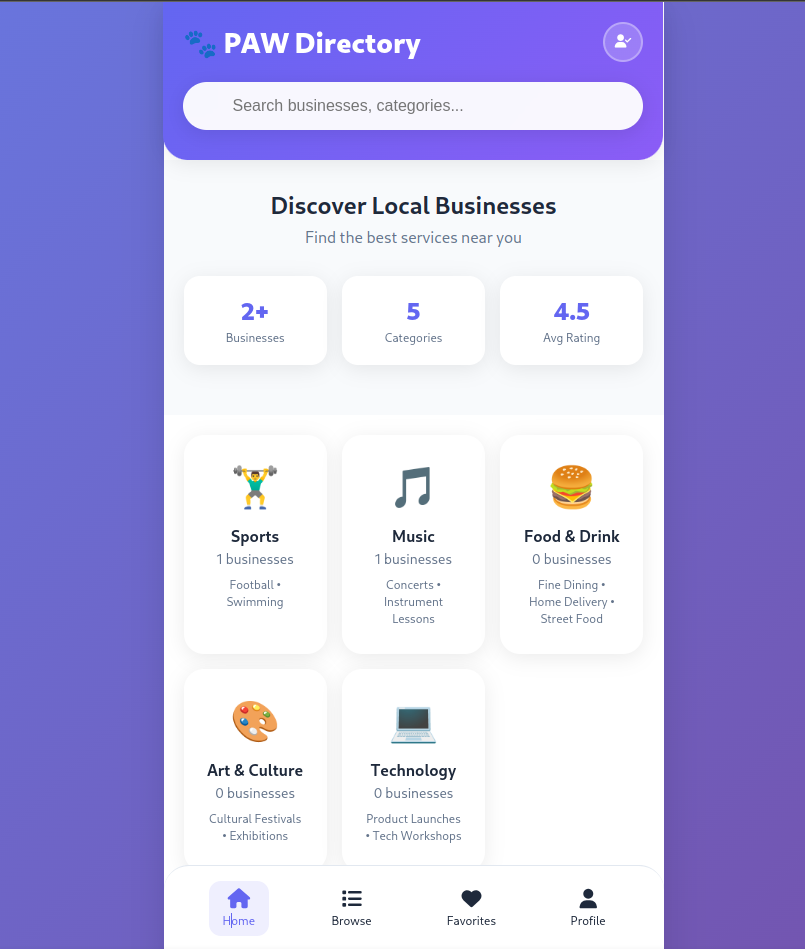 PAW Directory
Search businesses, categories...
Discover Local Businesses
Find the best services near you
2+
Businesses
5
Categories
4.5
Avg Rating
Sports
1 businesses
Football •
Swimming
Music
1 businesses
Concerts •
Instrument
Lessons
Food & Drink
0 businesses
Fine Dining •
Home Delivery •
Street Food
Art & Culture
0 businesses
Cultural Festivals
• Exhibitions
Technology
0 businesses
Product Launches
• Tech Workshops
Home
Browse
Favorites
Profile